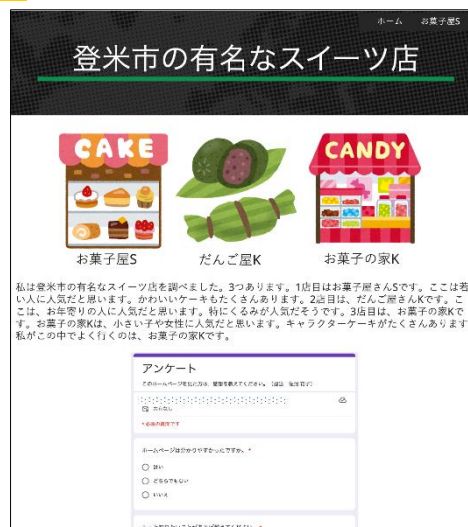 ホーム お菓子屋S
登米市の有名なスイーツ店
CAKE
CANDY
お菓子屋S だんご屋K お菓子の家K
私は登米市の有名なスイーツ店を調べました。3つあります。1店目はお菓子屋さんSです。ここは若
い人に人気だと思います。かわいいケーキもたくさんあります。2店目は、だんご屋さんKです。こ
こは、お年寄りの人に人気だと思います。特にくるみが人気だそうです。3店目は、お菓子の家Kで
す。お菓子の家Kは、小さい子や女性に人気だと思います。キャラクターケーキがたくさんあります
私がこの中でよく行くのは、お菓子の家Kです。
アンケート
このホームページを見た方は、感想を教えてください。
共有なし
* 必須の質問です
ホームページは分かりやすかったですか。 *
はい
どちらでもない
いいえ